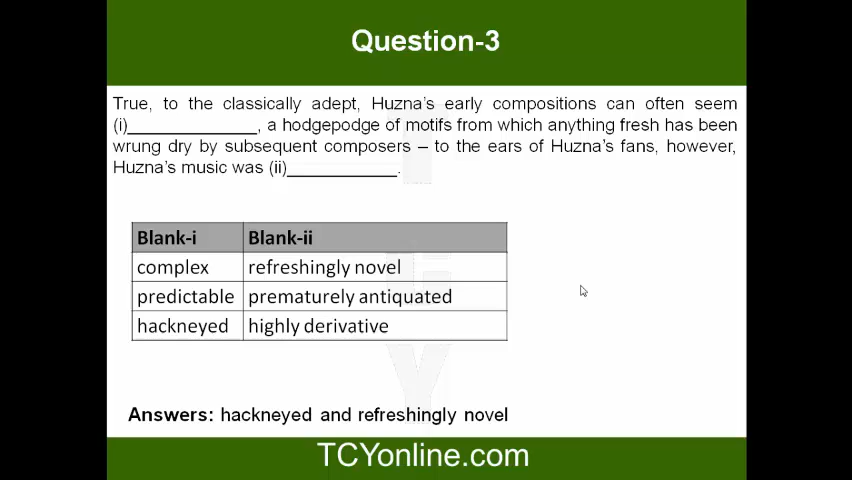 Question-3
True, to the classically adept, Huzna's early compositions can often seem
(i)______________, a hodgepodge of motifs from which anything fresh has been
wrung dry by subsequent composers – to the ears of Huzna's fans, however,
Huzna's music was (ii)____________.
Blank-i Blank-ii
complex refreshingly novel
predictable prematurely antiquated
hackneyed highly derivative
Answers: hackneyed and refreshingly novel
TCYonline.com